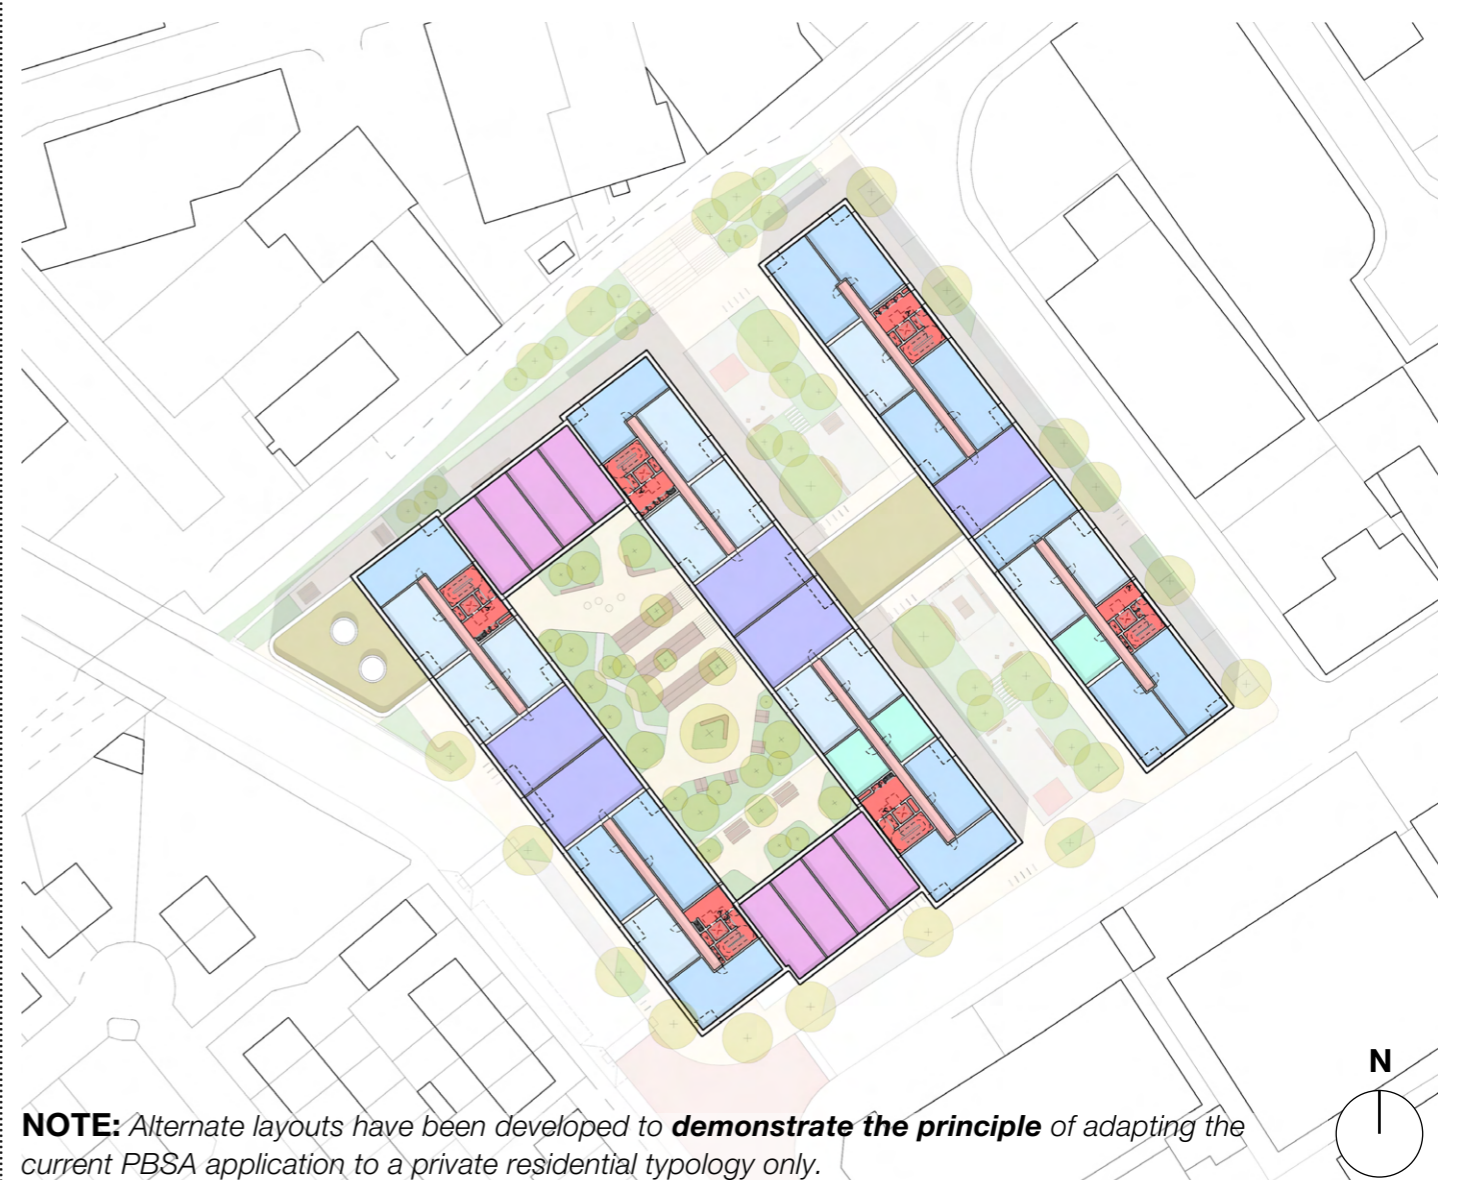 N
NOTE: Alternate layouts have been developed to demonstrate the principle of adapting the
current PBSA application to a private residential typology only.